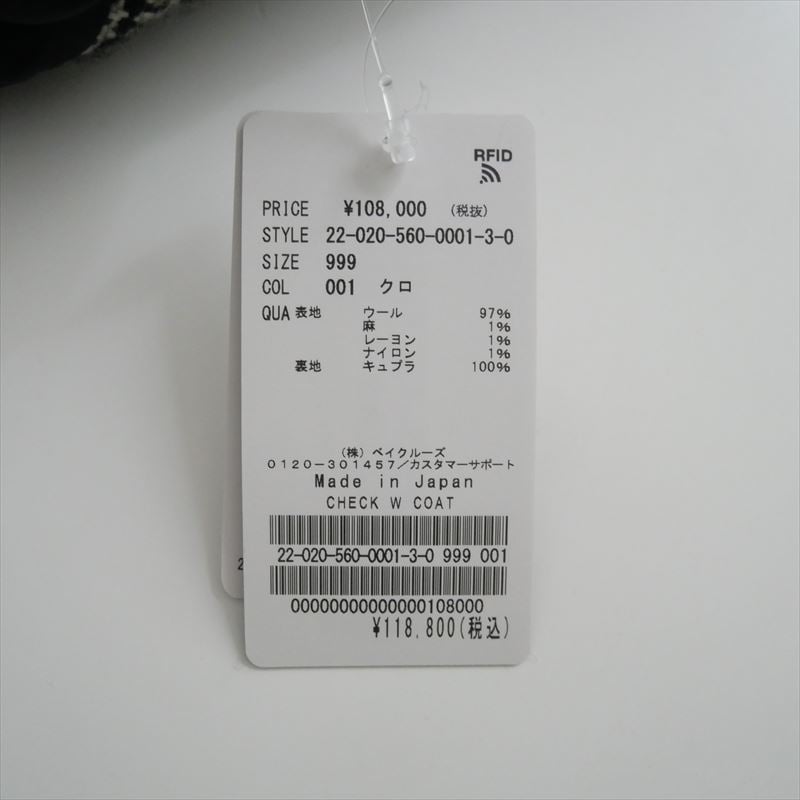 RFID
PRICE ¥108,000 (税抜)
STYLE 22-020-560-0001-3-0
SIZE 999
COL 001 クロ
QUA 表地 ウール 97%
麻 1%
レーヨン 1%
ナイロン 1%
裏地 キュプラ 100%
(株) ベイクルーズ
0120-301457/カスタマーサポート
Made in Japan
CHECK W COAT
22-020-560-0001-3-0 999 001
00000000000000108000
¥118,800(税込)
2